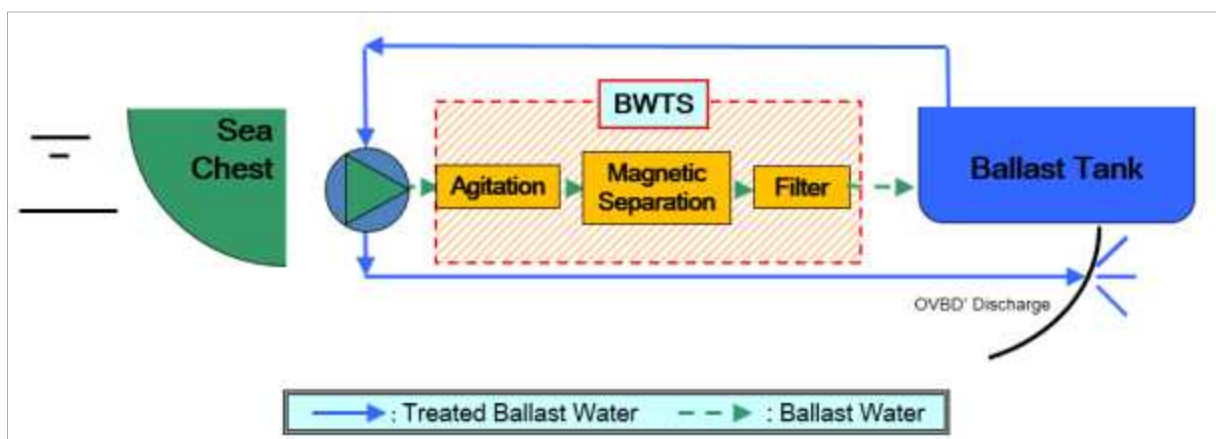 BWTS
Sea
Chest
Agitation
Magnetic
Separation
Filter
Ballast Tank
OVBD' Discharge
: Treated Ballast Water
: Ballast Water